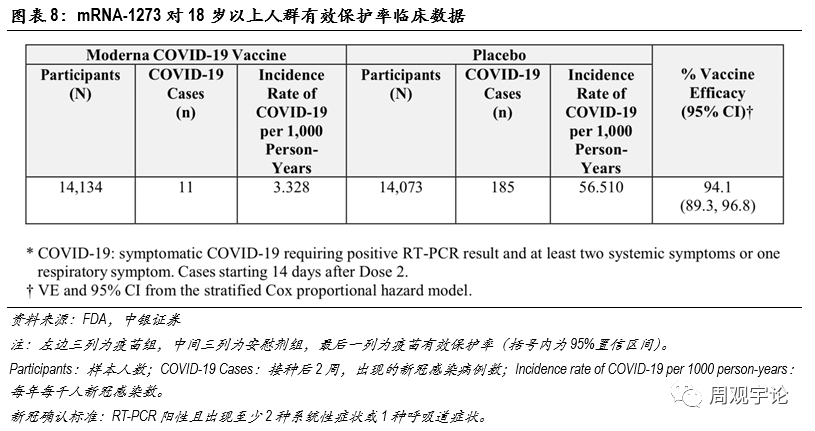 图表 8：mRNA-1273 对 18 岁以上人群有效保护率临床数据
Moderna COVID-19 Vaccine
Placebo
% Vaccine Efficacy (95% CI)†
Participants (N)
COVID-19 Cases (n)
Incidence Rate of COVID-19 per 1,000 Person-Years
Participants (N)
COVID-19 Cases (n)
Incidence Rate of COVID-19 per 1,000 Person-Years
14,134
11
3.328
14,073
185
56.510
94.1
(89.3, 96.8)
* COVID-19: symptomatic COVID-19 requiring positive RT-PCR result and at least two systemic symptoms or one
respiratory symptom. Cases starting 14 days after Dose 2.
† VE and 95% CI from the stratified Cox proportional hazard model.
资料来源：FDA，中银证券
注：左边三列为疫苗组，中间三列为安慰剂组，最后一列为疫苗有效保护率（括号内为 95%置信区间）。
Participants：样本人数；COVID-19 Cases：接种后 2 周，出现的新冠感染病例数；Incidence rate of COVID-19 per 1000 person-years：
每年每千人新冠感染数。
新冠确认标准：RT-PCR 阳性且出现至少 2 种系统性症状或 1 种呼吸道症状。
周观宇论